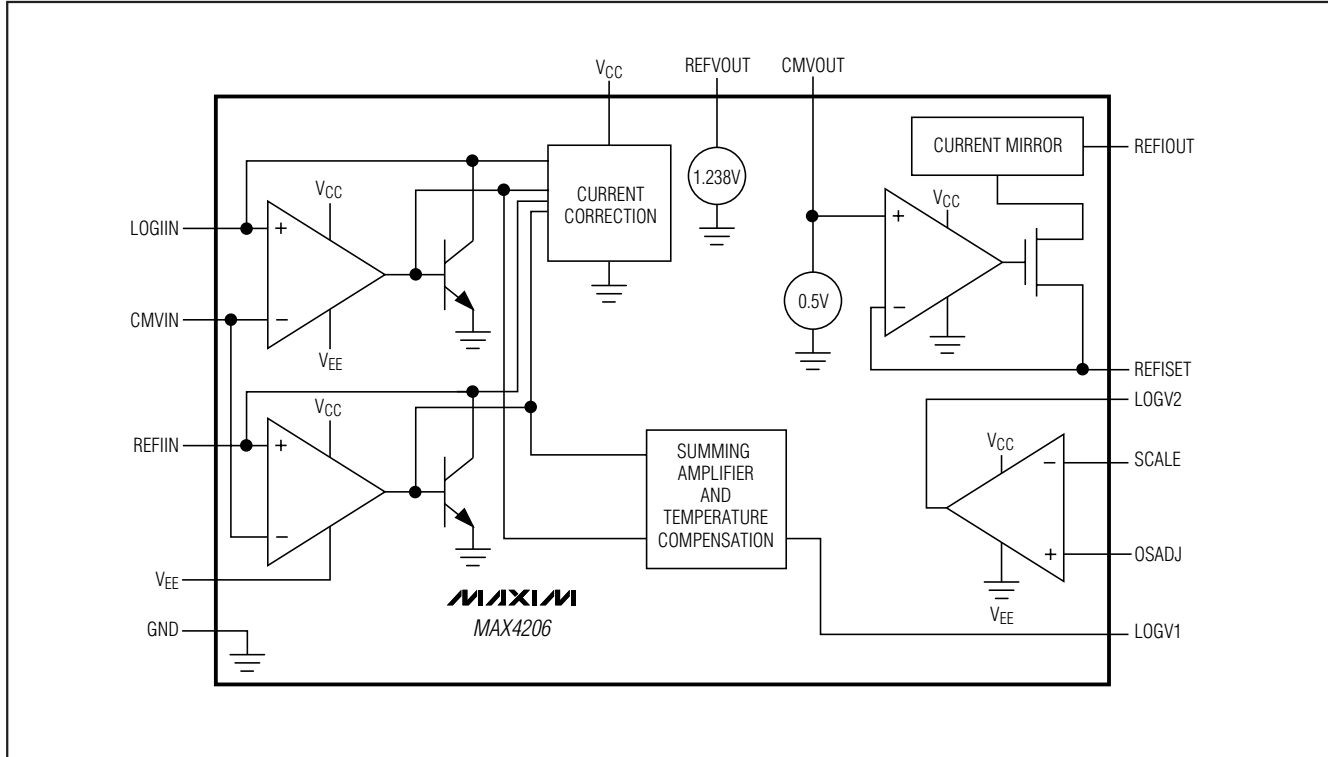 VCC
REFVOUT
CMVOUT
CURRENT MIRROR
REFIOUT
1.238V
CURRENT
CORRECTION
VCC
LOGIIN
+
VCC
+
0.5V
CMVIN
−
−
VEE
REFISET
LOGV2
VCC
REFIIN
+
SUMMING
AMPLIFIER
AND
TEMPERATURE
COMPENSATION
VCC
−
SCALE
−
+
OSADJ
VEE
MAXIM
MAX4206
VEE
GND
LOGV1